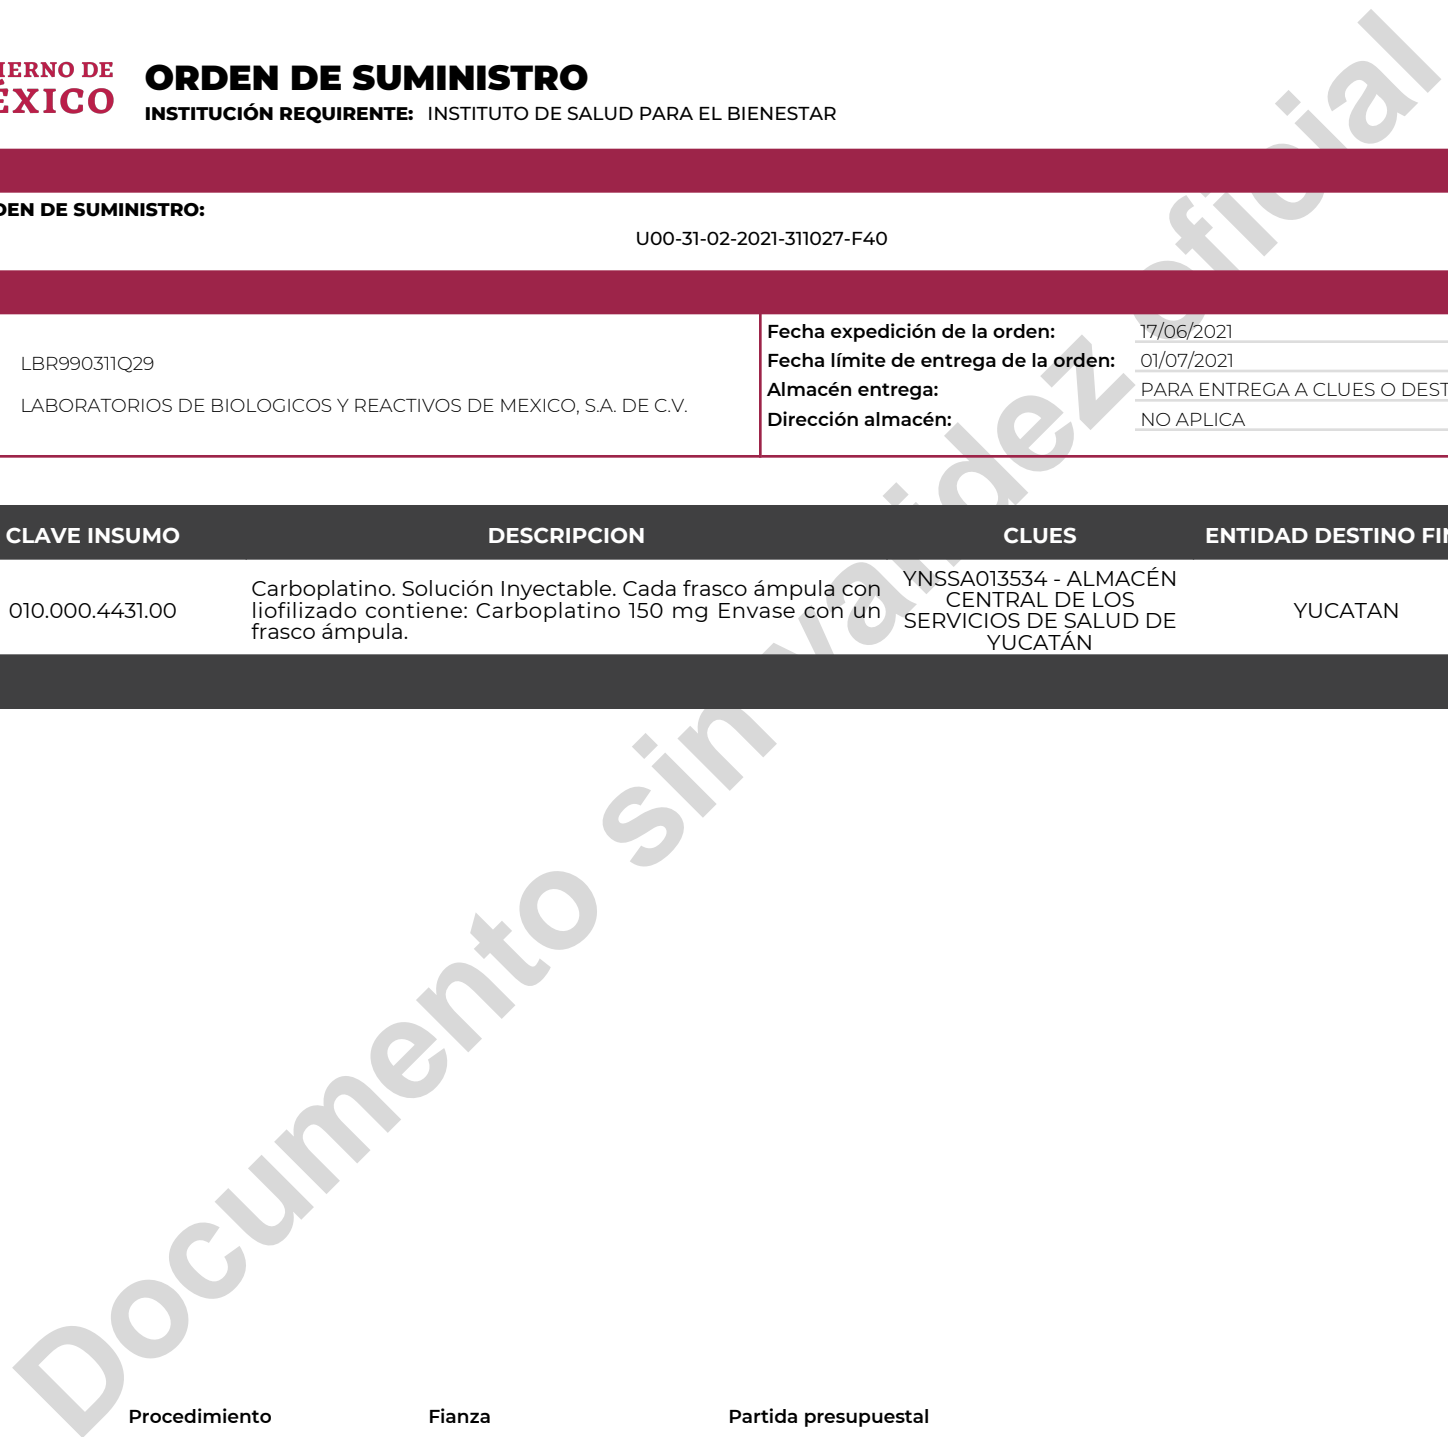 IERNO DE
ÉXICO
ORDEN DE SUMINISTRO
INSTITUCIÓN REQUIRENTE: INSTITUTO DE SALUD PARA EL BIENESTAR
DEN DE SUMINISTRO:
U00-31-02-2021-311027-F40
LBR990311Q29
LABORATORIOS DE BIOLOGICOS Y REACTIVOS DE MEXICO, S.A. DE C.V.
Fecha expedición de la orden: 17/06/2021
Fecha límite de entrega de la orden: 01/07/2021
Almacén entrega: PARA ENTREGA A CLUES O DEST
Dirección almacén: NO APLICA
CLAVE INSUMO DESCRIPCION CLUES ENTIDAD DESTINO FIN
010.000.4431.00
Carboplatino. Solución Inyectable. Cada frasco ámpula con
liofilizado contiene: Carboplatino 150 mg Envase con un
frasco ámpula.
YNSSA013534 - ALMACÉN
CENTRAL DE LOS
SERVICIOS DE SALUD DE
YUCATÁN
YUCATAN
Documento sin validez oficial
Procedimiento Fianza Partida presupuestal